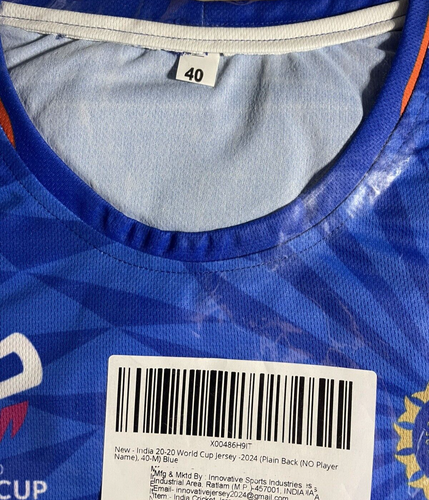 40
X00486H9IT
New - India 20-20 World Cup Jersey -2024 (Plain Back (NO Player
Name), 40-M) Blue
Mfg & Mktd By : Innovative Sports Industries
Industrial Area, Ratlam (M.P.)-457001, INDIA
Email- innovativejersey2024@gmail.com
Item : India Cricket
CUP